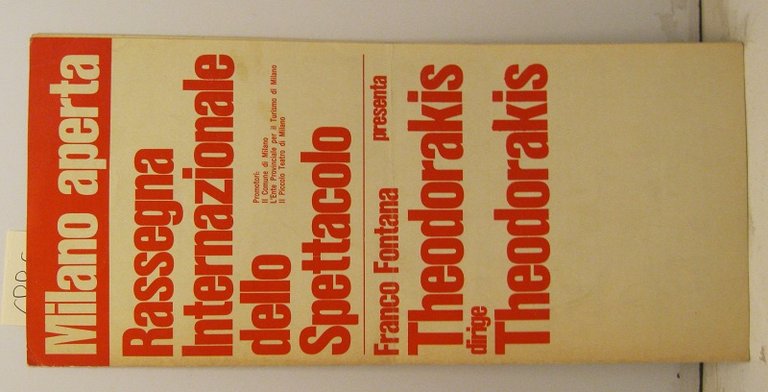 Milano aperta
Rassegna
Internazionale
dello
Spettacolo
Promotori:
Il Comune di Milano
L'Ente Provinciale per il Turismo di Milano
Il Piccolo Teatro di Milano
Franco Fontana presenta
Theodorakis
dirige
Theodorakis